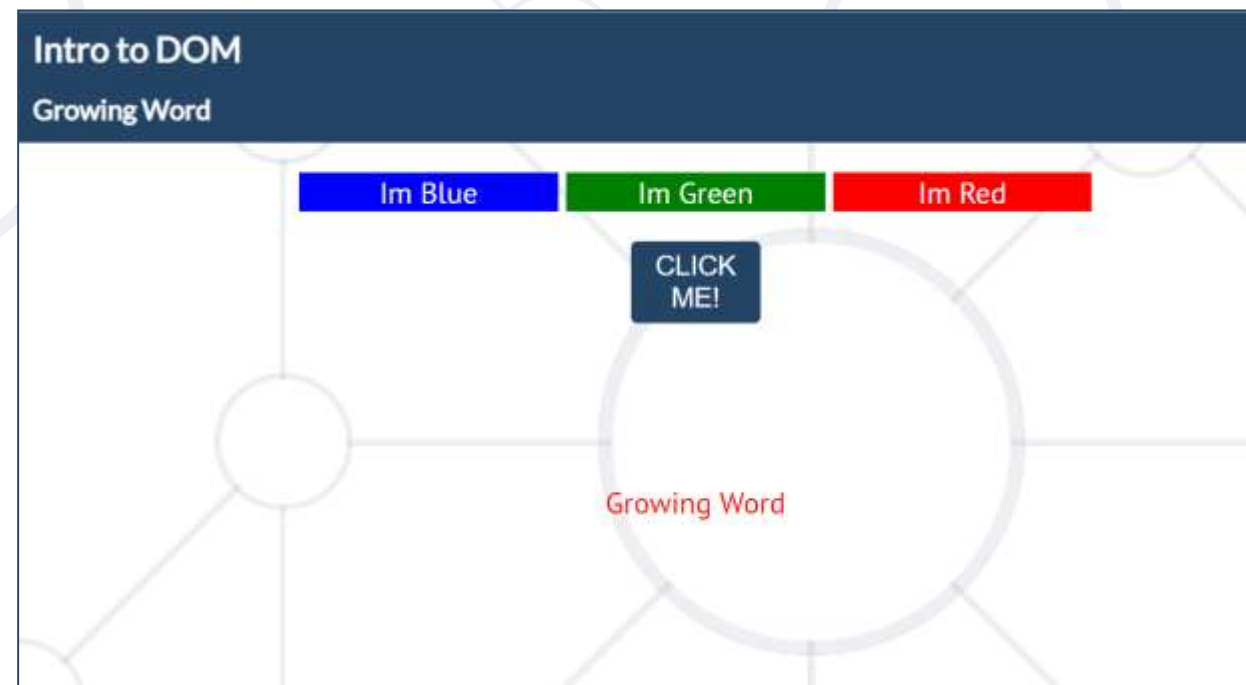 Intro to DOM
Growing Word
Im Blue Im Green Im Red
CLICK
ME!
Growing Word